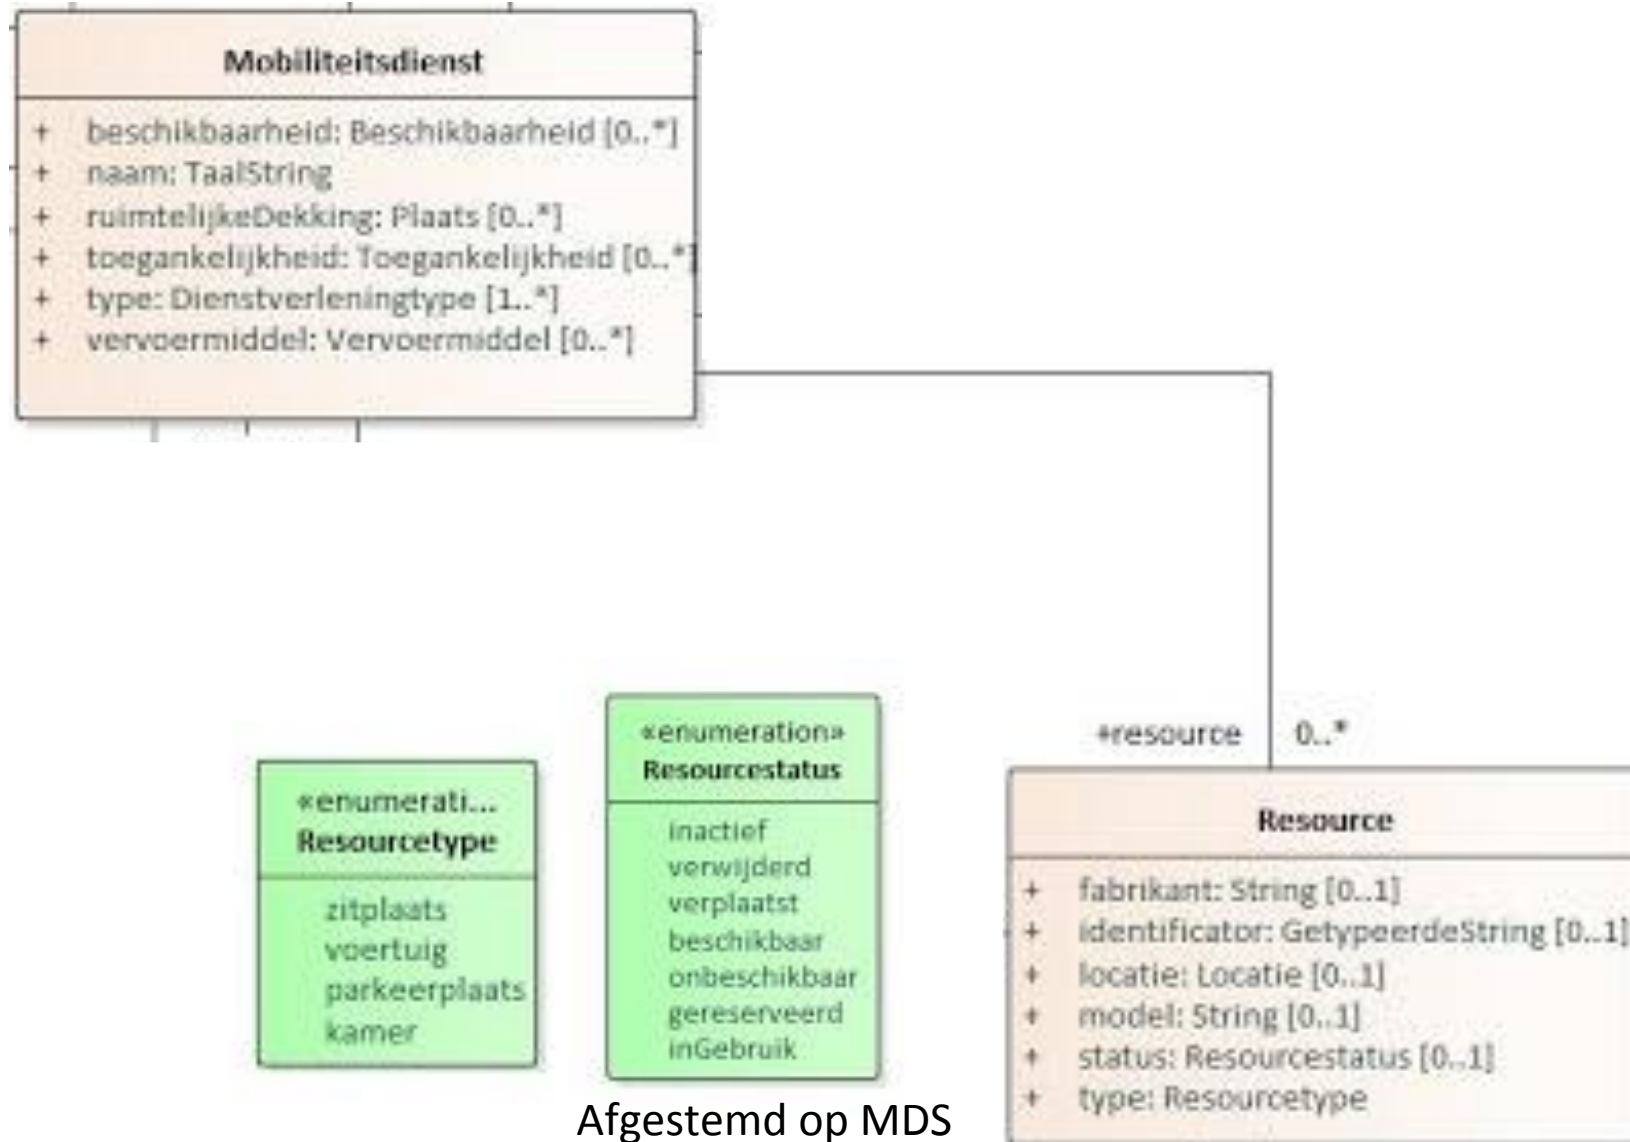 Mobiliteitsdienst
+ beschikbaarheid: Beschikbaarheid [0..*]
+ naam: TaalString
+ ruimtelijkeDekking: Plaats [0..*]
+ toegankelijkheid: Toegankelijkheid [0..*]
+ type: Dienstverleningtype [1..*]
+ vervoermiddel: Vervoermiddel [0..*]
+resource 0..*
«enumerati...
Resourcetype
zitplaats
voertuig
parkeerplaats
kamer
«enumeration»
Resourcestatus
inactief
verwijderd
verplaatst
beschikbaar
onbeschikbaar
gereserveerd
inGebruik
Resource
+ fabrikant: String [0..1]
+ identificator: GetypeerdeString [0..1]
+ locatie: Locatie [0..1]
+ model: String [0..1]
+ status: Resourcestatus [0..1]
+ type: Resourcetype
Afgestemd op MDS